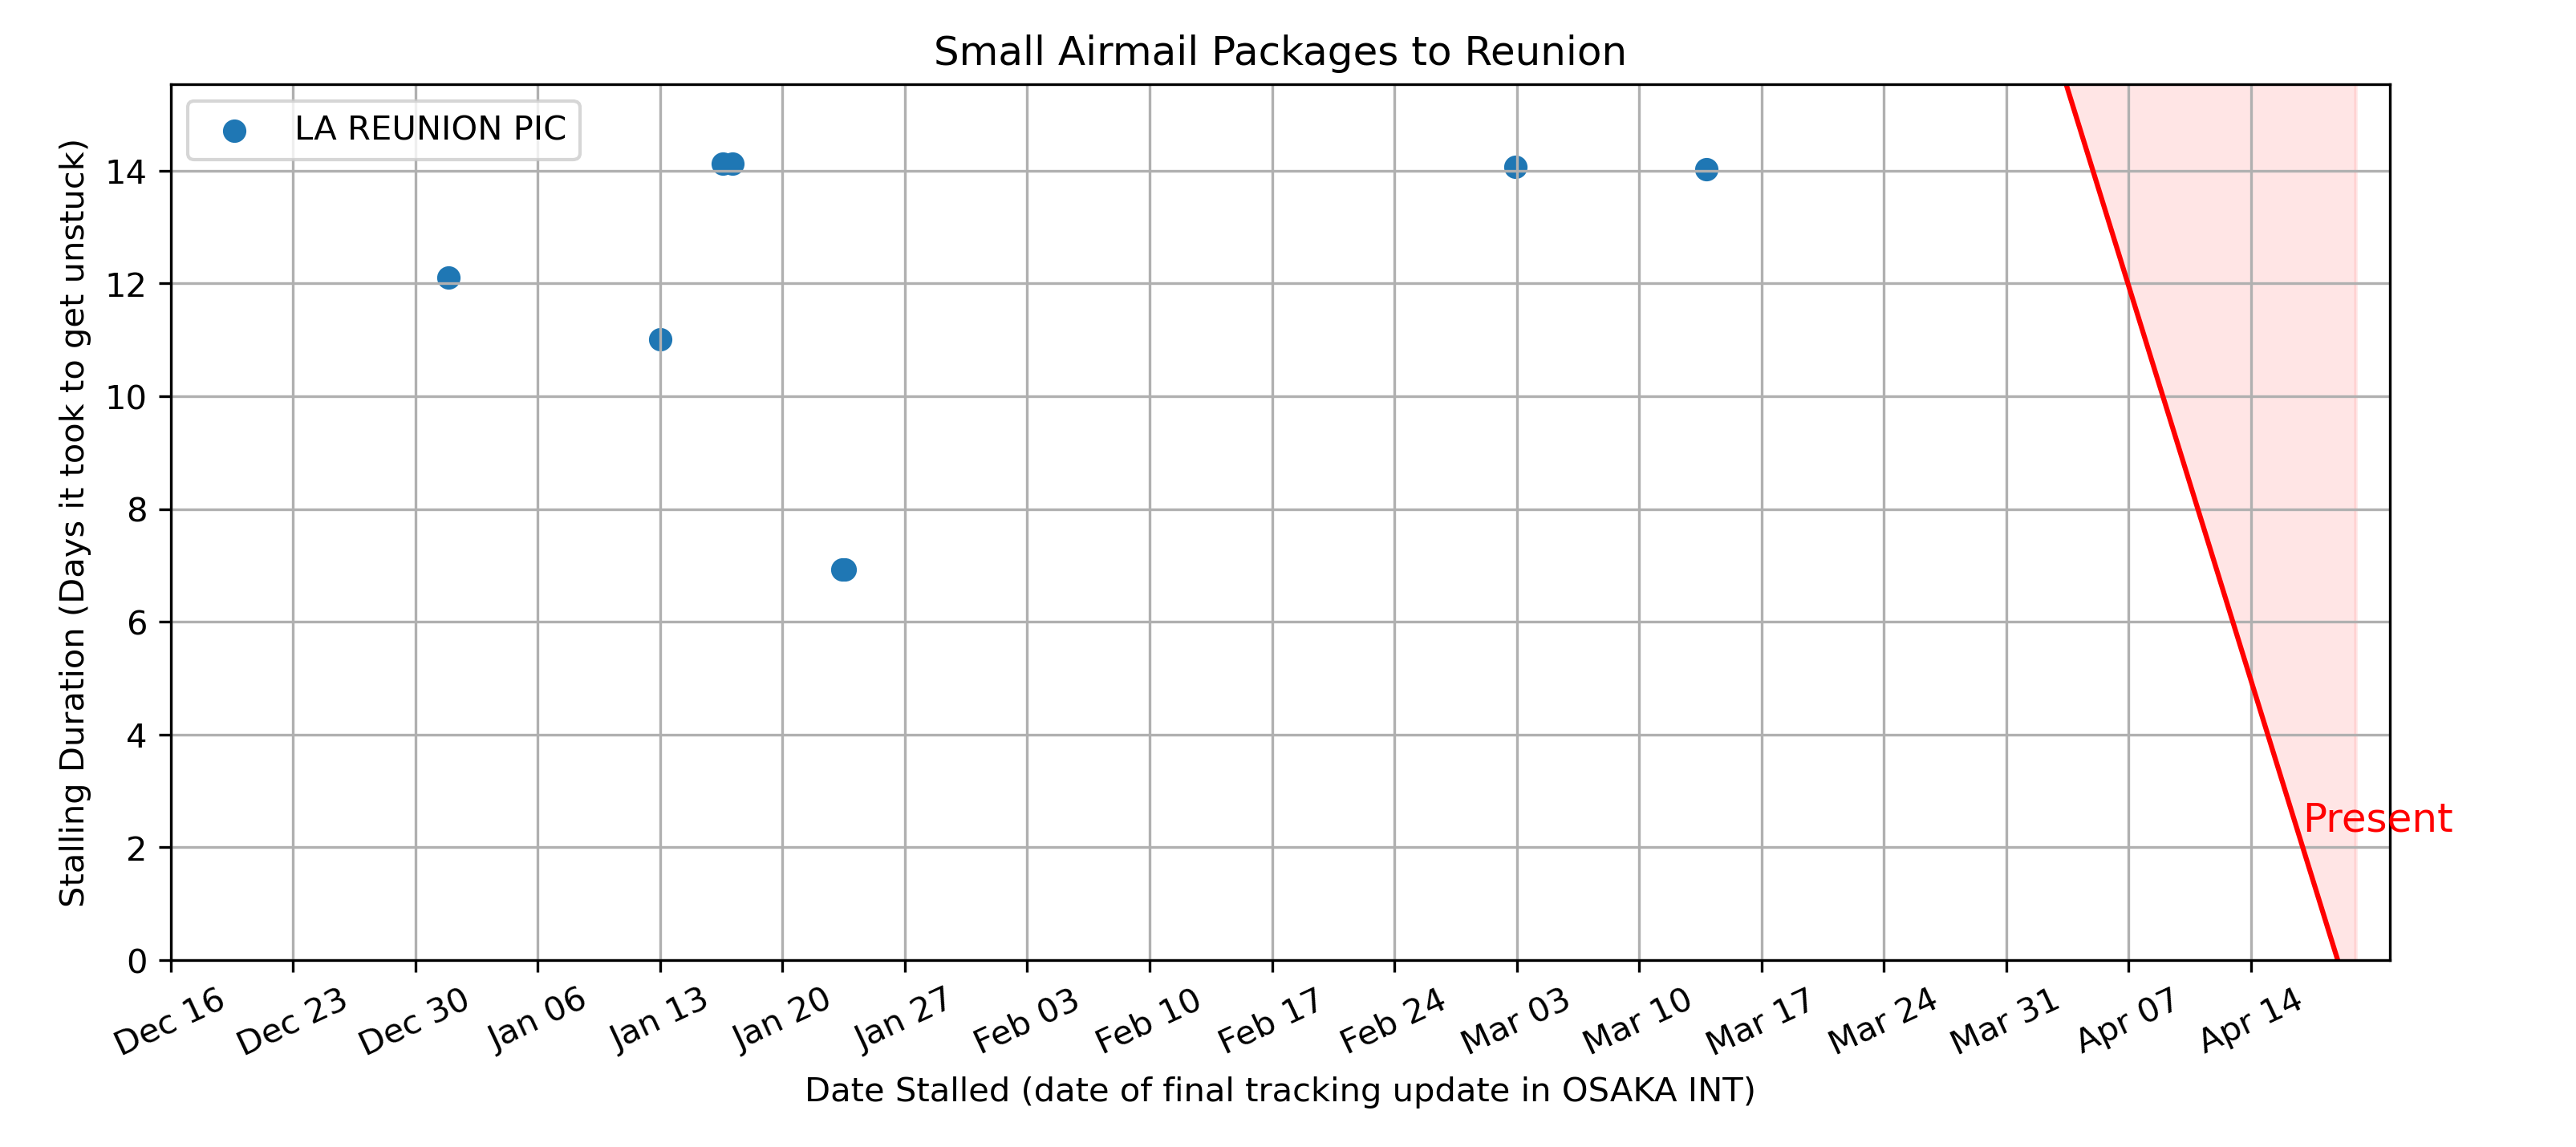 Small Airmail Packages to Reunion
LA REUNION PIC
Stalling Duration (Days it took to get unstuck)
14
12
10
8
6
4
2
0
Present
Dec 16 Dec 23 Dec 30 Jan 06 Jan 13 Jan 20 Jan 27 Feb 03 Feb 10 Feb 17 Feb 24 Mar 03 Mar 10 Mar 17 Mar 24 Mar 31 Apr 07 Apr 14
Date Stalled (date of final tracking update in OSAKA INT)